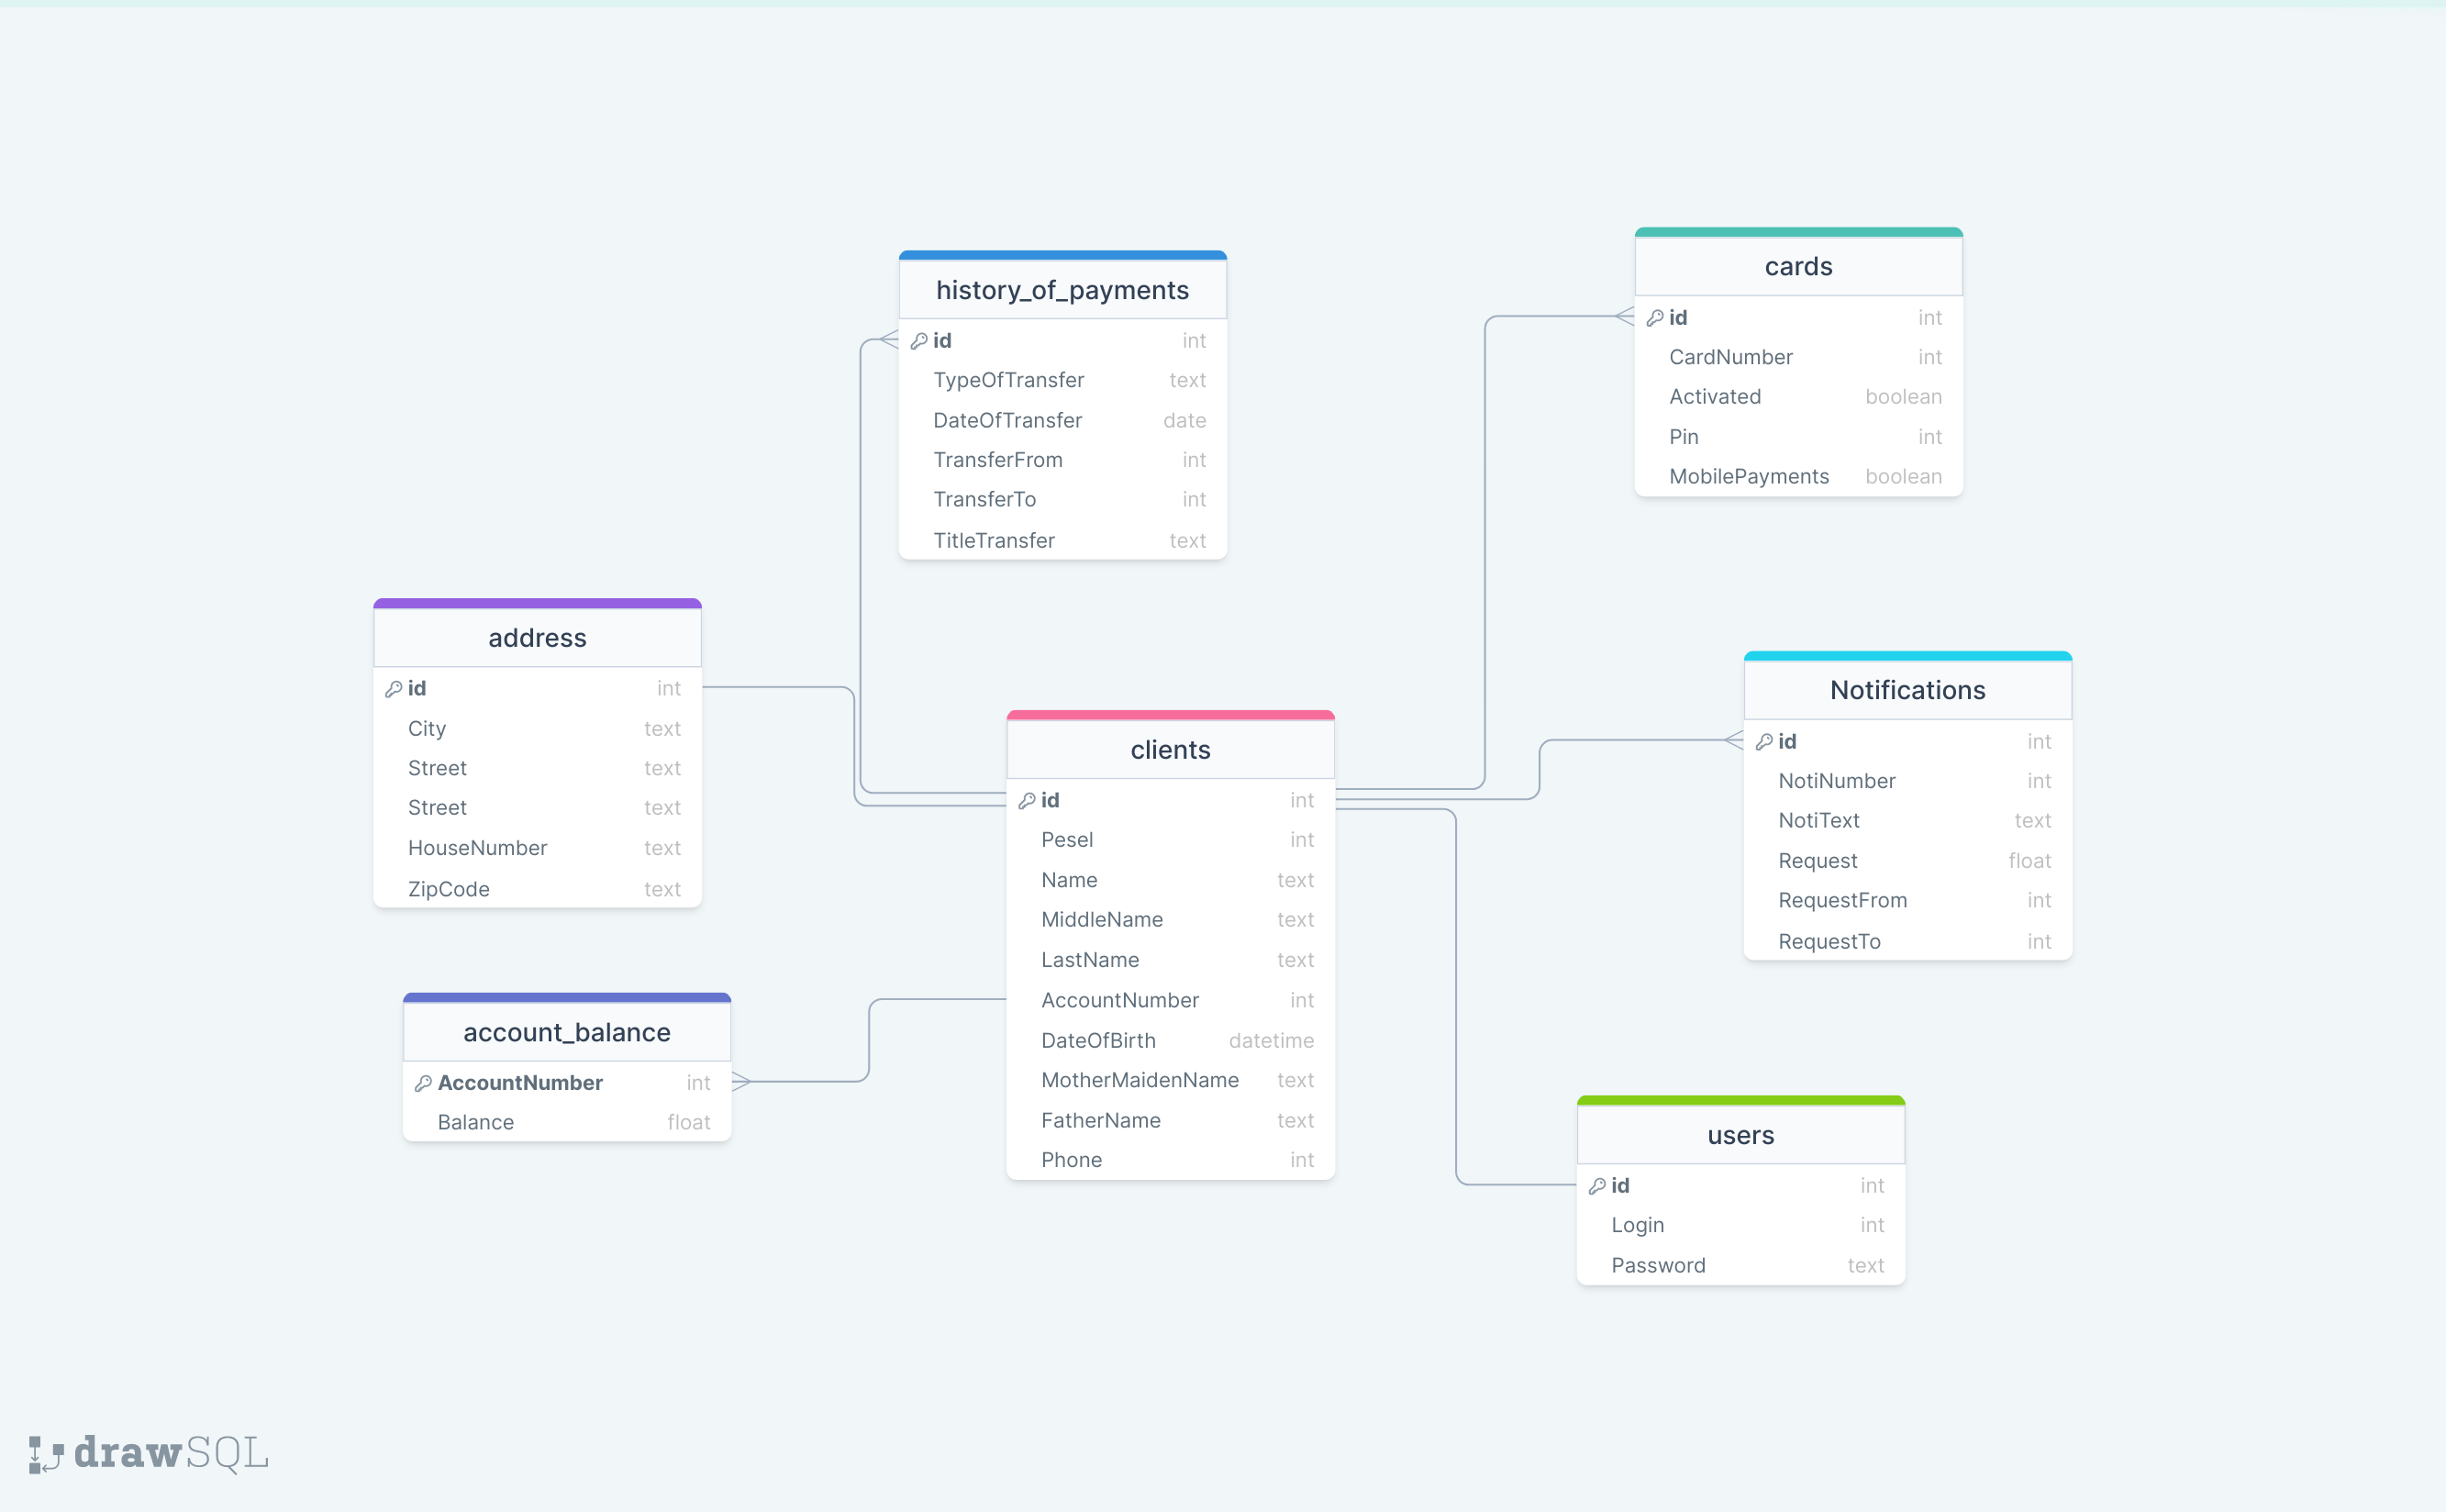 history_of_payments
id int
TypeOfTransfer text
DateOfTransfer date
TransferFrom int
TransferTo int
TitleTransfer text
cards
id int
CardNumber int
Activated boolean
Pin int
MobilePayments boolean
address
id int
City text
Street text
Street text
HouseNumber text
ZipCode text
clients
id int
Pesel int
Name text
MiddleName text
LastName text
AccountNumber int
DateOfBirth datetime
MotherMaidenName text
FatherName text
Phone int
Notifications
id int
NotiNumber int
NotiText text
Request float
RequestFrom int
RequestTo int
account_balance
AccountNumber int
Balance float
users
id int
Login int
Password text
drawSQL